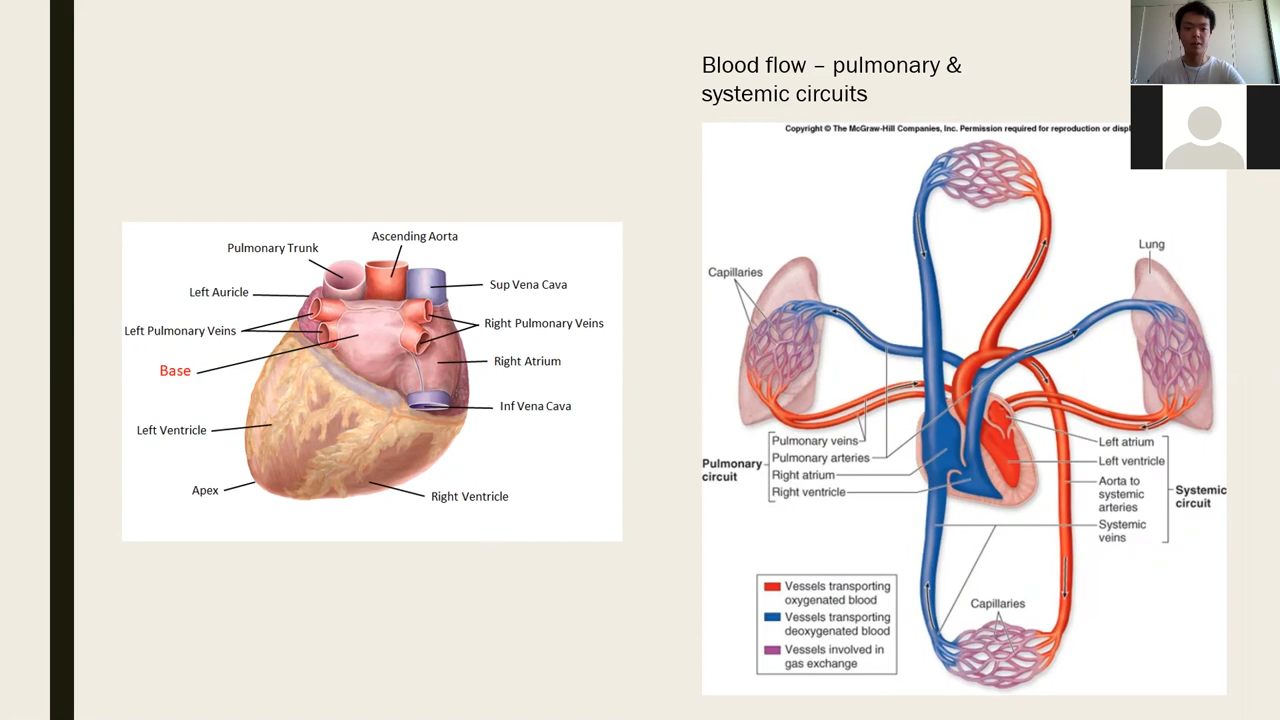 Blood flow – pulmonary &
systemic circuits
Pulmonary Trunk
Ascending Aorta
Left Auricle
Sup Vena Cava
Left Pulmonary Veins
Right Pulmonary Veins
Base
Right Atrium
Inf Vena Cava
Left Ventricle
Apex
Right Ventricle
Copyright © The McGraw-Hill Companies, Inc. Permission required for reproduction or
Capillaries
Lung
Pulmonary
circuit
Pulmonary veins
Pulmonary arteries
Right atrium
Right ventricle
Left atrium
Left ventricle
Aorta to
systemic
arteries
Systemic
veins
Systemic
circuit
Vessels transporting
oxygenated blood
Vessels transporting
deoxygenated blood
Vessels involved in
gas exchange
Capillaries